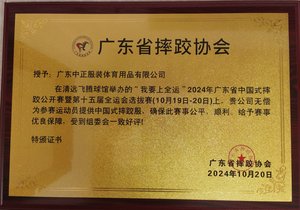 广东省摔跤协会
授予：广东中正服装体育用品有限公司
在清远飞腾球馆举办的“我要上全运”2024年广东省中国式摔
跤公开赛暨第十五届全运会选拔赛(10月19日-20日)上，贵公司无偿
为参赛运动员提供中国式摔跤服，确保此赛事公平、顺利，给予赛事
优良保障，受到组委会一致好评！
特颁证书
广东省摔跤协会
2024年10月20日